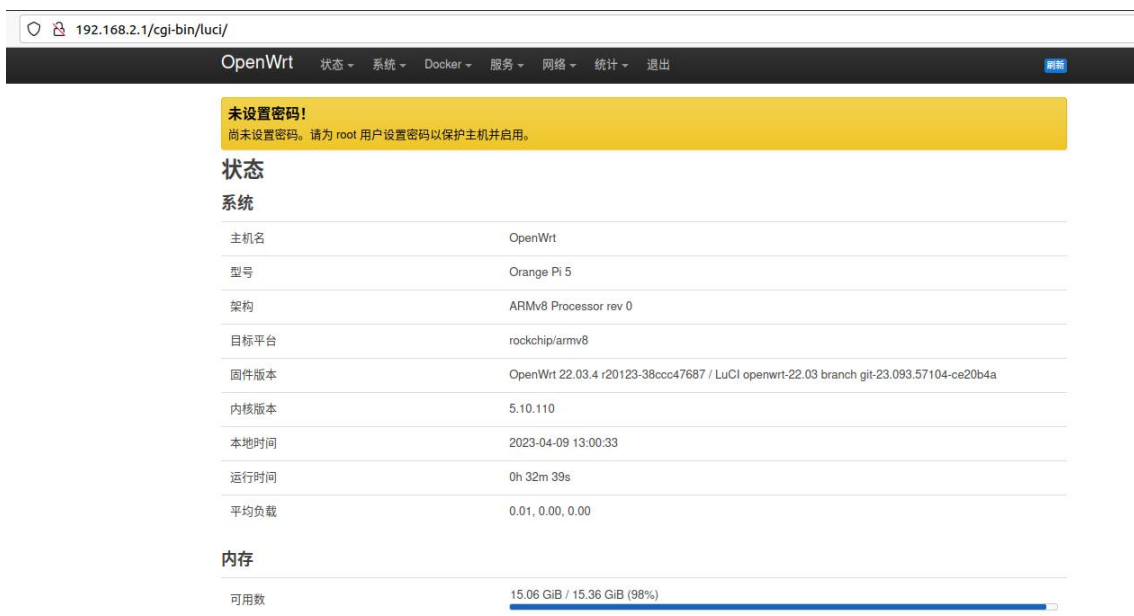 192.168.2.1/cgi-bin/luci/
OpenWrt 状态 系统 Docker 服务 网络 统计 退出 刷新
未设置密码!
尚未设置密码。请为 root 用户设置密码以保护主机并启用。
状态
系统
主机名 OpenWrt
型号 Orange Pi 5
架构 ARMv8 Processor rev 0
目标平台 rockchip/armv8
固件版本 OpenWrt 22.03.4 r20123-38ccc47687 / LuCI openwrt-22.03 branch git-23.093.57104-ce20b4a
内核版本 5.10.110
本地时间 2023-04-09 13:00:33
运行时间 0h 32m 39s
平均负载 0.01, 0.00, 0.00
内存
可用数 15.06 GiB / 15.36 GiB (98%)